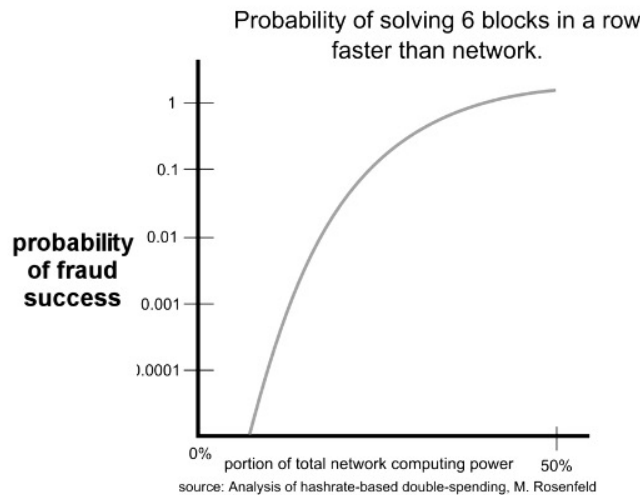 Probability of solving 6 blocks in a row
faster than network.
1
0.1
0.01
0.001
0.0001
probability
of fraud
success
0%
portion of total network computing power
50%
source: Analysis of hashrate-based double-spending, M. Rosenfeld